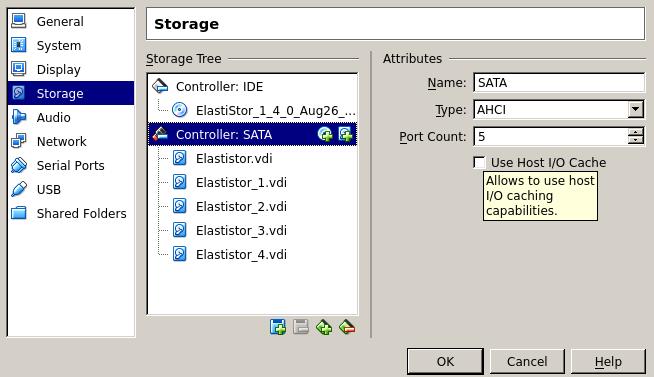 General
System
Display
Storage
Audio
Network
Serial Ports
USB
Shared Folders
Storage
Storage Tree
Controller: IDE
ElastiStor_1_4_0_Aug26_...
Controller: SATA
Elastistor.vdi
Elastistor_1.vdi
Elastistor_2.vdi
Elastistor_3.vdi
Elastistor_4.vdi
Attributes
Name: SATA
Type: AHCI
Port Count: 5
Use Host I/O Cache
Allows to use host
I/O caching
capabilities.
OK Cancel Help